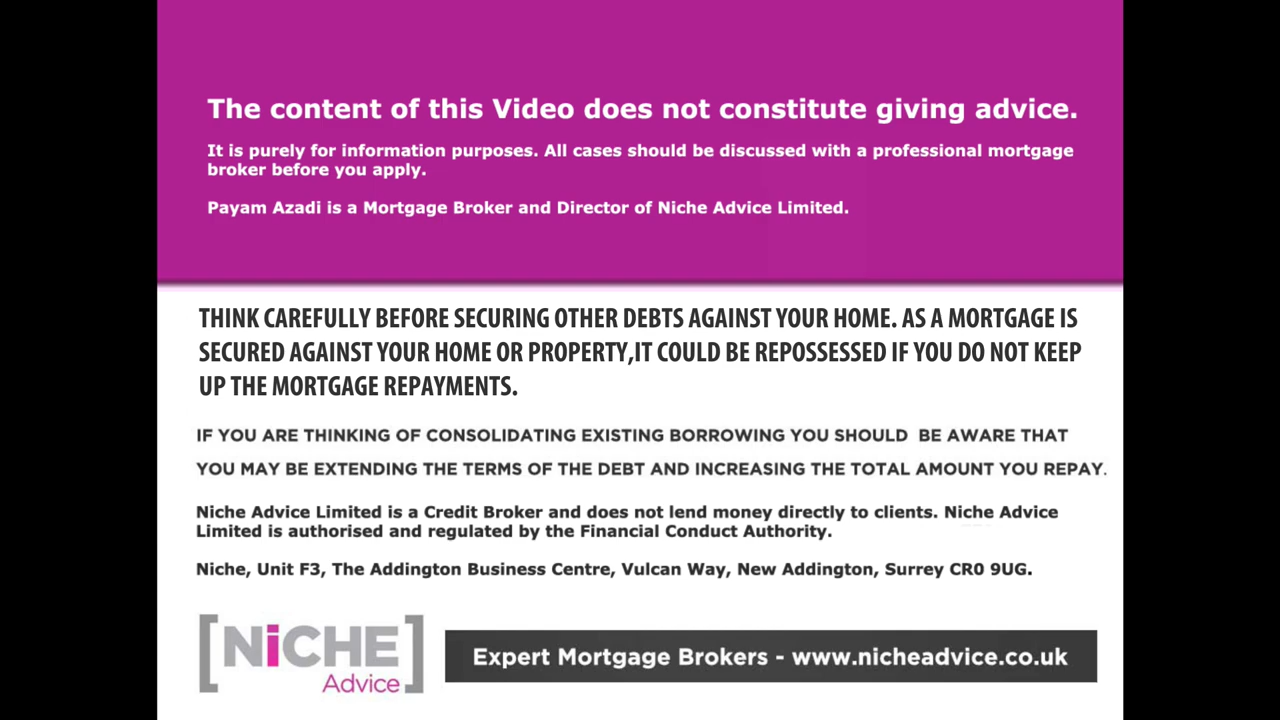 The content of this Video does not constitute giving advice.
It is purely for information purposes. All cases should be discussed with a professional mortgage
broker before you apply.
Payam Azadi is a Mortgage Broker and Director of Niche Advice Limited.
THINK CAREFULLY BEFORE SECURING OTHER DEBTS AGAINST YOUR HOME. AS A MORTGAGE IS
SECURED AGAINST YOUR HOME OR PROPERTY,IT COULD BE REPOSSESSED IF YOU DO NOT KEEP
UP THE MORTGAGE REPAYMENTS.
IF YOU ARE THINKING OF CONSOLIDATING EXISTING BORROWING YOU SHOULD BE AWARE THAT
YOU MAY BE EXTENDING THE TERMS OF THE DEBT AND INCREASING THE TOTAL AMOUNT YOU REPAY.
Niche Advice Limited is a Credit Broker and does not lend money directly to clients. Niche Advice
Limited is authorised and regulated by the Financial Conduct Authority.
Niche, Unit F3, The Addington Business Centre, Vulcan Way, New Addington, Surrey CR0 9UG.
[NiCHE
Advice]
Expert Mortgage Brokers - www.nicheadvice.co.uk